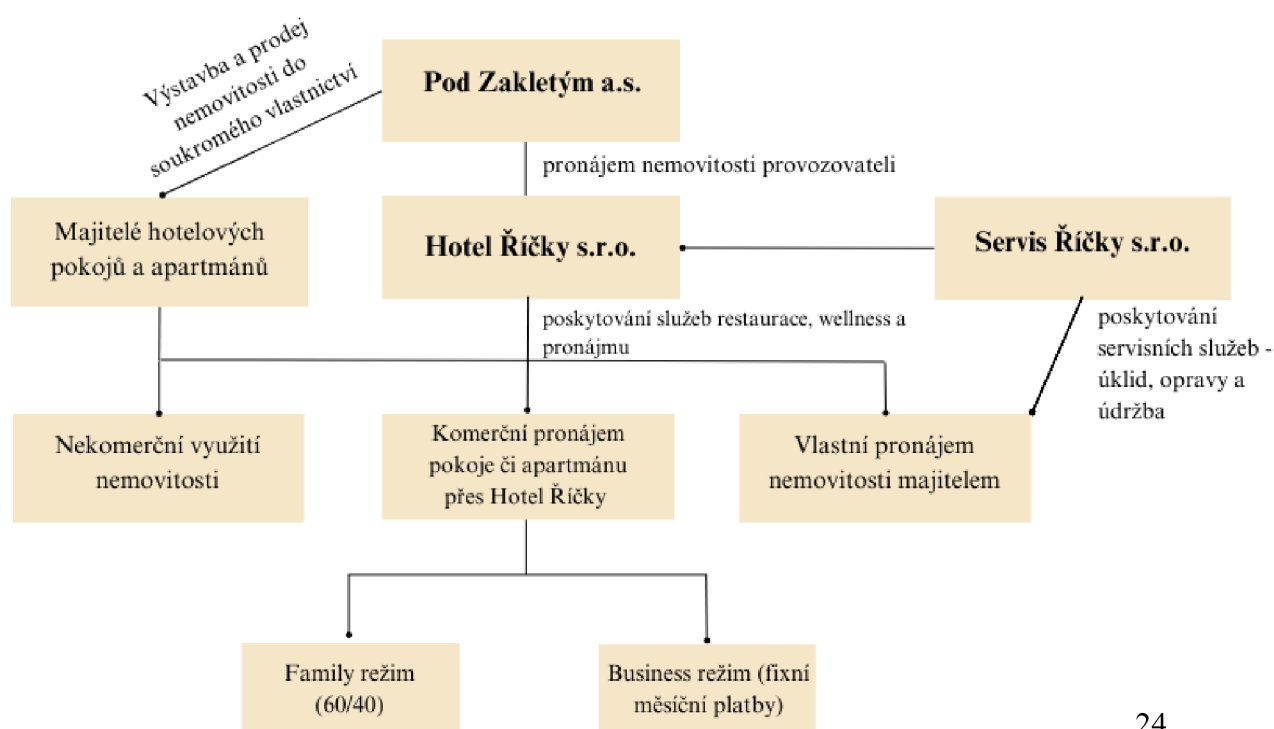 Výstavba a prodej
nemovitosti do
soukromého vlastnictví
Pod Zakletým a.s.
pronájem nemovitosti provozovateli
Majitelé hotelových
pokojů a apartmánů
Hotel Říčky s.r.o.
Servis Říčky s.r.o.
poskytování služeb restaurace, wellness a
pronájmu
poskytování
servisních služeb -
úklid, opravy a
údržba
Nekomerční využití
nemovitosti
Komerční pronájem
pokoje či apartmánu
přes Hotel Říčky
Vlastní pronájem
nemovitosti majitelem
Family režim
(60/40)
Business režim (fixní
měsíční platby)
24